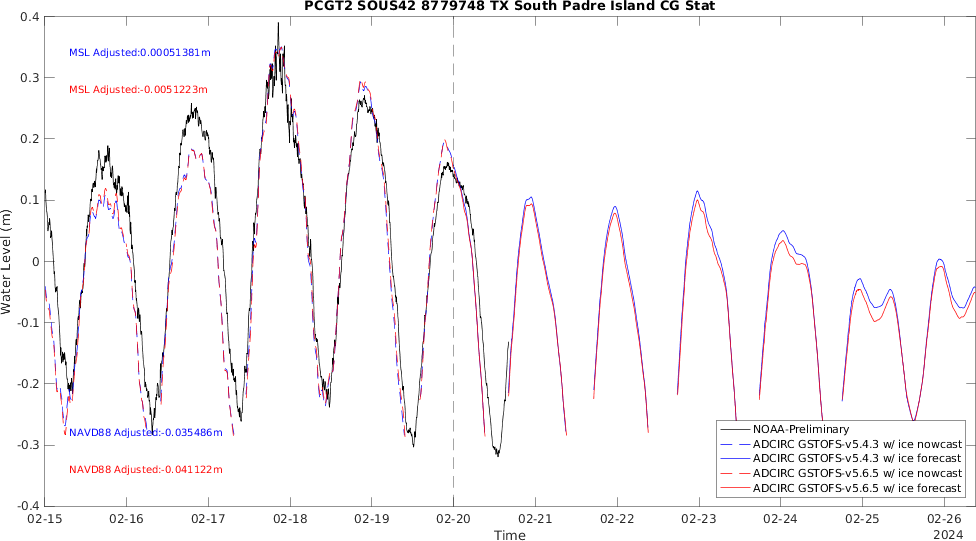 PCGT2 SOUS42 8779748 TX South Padre Island CG Stat
0.4
0.3
0.2
0.1
0
-0.1
-0.2
-0.3
-0.4
Water Level (m)
MSL Adjusted:0.00051381m
MSL Adjusted:-0.0051223m
NAVD88 Adjusted:-0.035486m
NAVD88 Adjusted:-0.041122m
NOAA-Preliminary
ADCIRC GSTOFS-v5.4.3 w/ ice nowcast
ADCIRC GSTOFS-v5.4.3 w/ ice forecast
ADCIRC GSTOFS-v5.6.5 w/ ice nowcast
ADCIRC GSTOFS-v5.6.5 w/ ice forecast
02-15 02-16 02-17 02-18 02-19 02-20 02-21 02-22 02-23 02-24 02-25 02-26
Time
2024